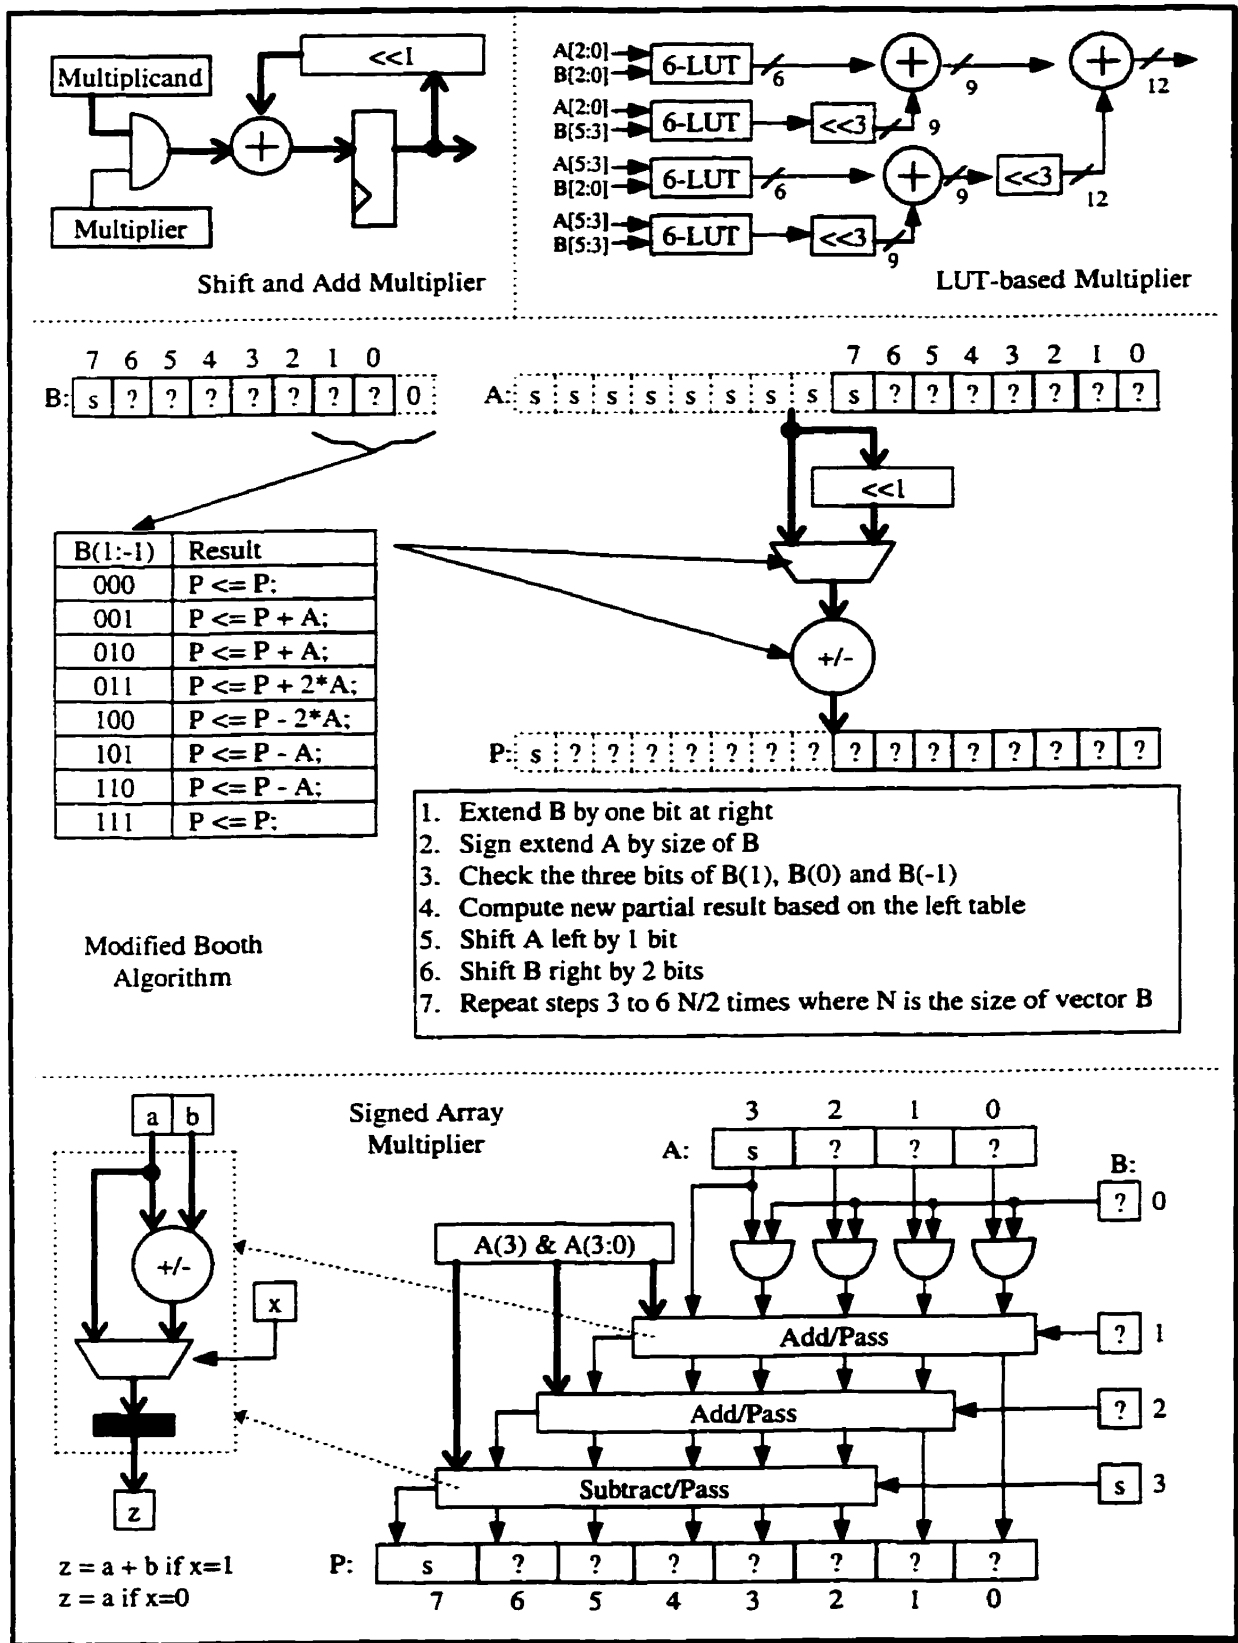 Multiplicand
<<1
Multiplier
Shift and Add Multiplier
A[2:0]
B[2:0]
6-LUT
6
9
12
A[2:0]
B[5:3]
6-LUT
<<3
9
A[5:3]
B[2:0]
6-LUT
6
9
<<3
12
A[5:3]
B[5:3]
6-LUT
<<3
9
LUT-based Multiplier
7 6 5 4 3 2 1 0
B: s ? ? ? ? ? ? ? 0
7 6 5 4 3 2 1 0
A: s s s s s s s s s ? ? ? ? ? ? ?
<<1
B(1:-1) Result
000 P <= P;
001 P <= P + A;
010 P <= P + A;
011 P <= P + 2*A;
100 P <= P - 2*A;
101 P <= P - A;
110 P <= P - A;
111 P <= P;
+/-
P: s ? ? ? ? ? ? ? ? ? ? ? ? ? ? ?
1. Extend B by one bit at right
2. Sign extend A by size of B
3. Check the three bits of B(1), B(0) and B(-1)
4. Compute new partial result based on the left table
5. Shift A left by 1 bit
6. Shift B right by 2 bits
7. Repeat steps 3 to 6 N/2 times where N is the size of vector B
Modified Booth
Algorithm
a b
+/-
x
z
z = a + b if x=1
z = a if x=0
Signed Array
Multiplier
3 2 1 0
A: s ? ? ?
B:
? 0
A(3) & A(3:0)
Add/Pass
? 1
Add/Pass
? 2
Subtract/Pass
s 3
P: s ? ? ? ? ? ? ?
7 6 5 4 3 2 1 0